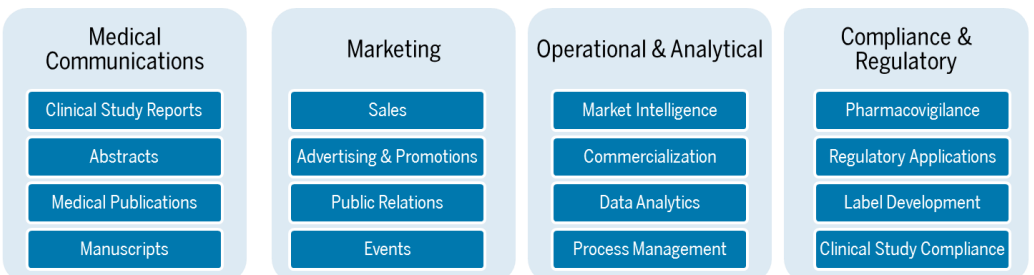 Medical
Communications
Clinical Study Reports
Abstracts
Medical Publications
Manuscripts
Marketing
Sales
Advertising & Promotions
Public Relations
Events
Operational & Analytical
Market Intelligence
Commercialization
Data Analytics
Process Management
Compliance &
Regulatory
Pharmacovigilance
Regulatory Applications
Label Development
Clinical Study Compliance